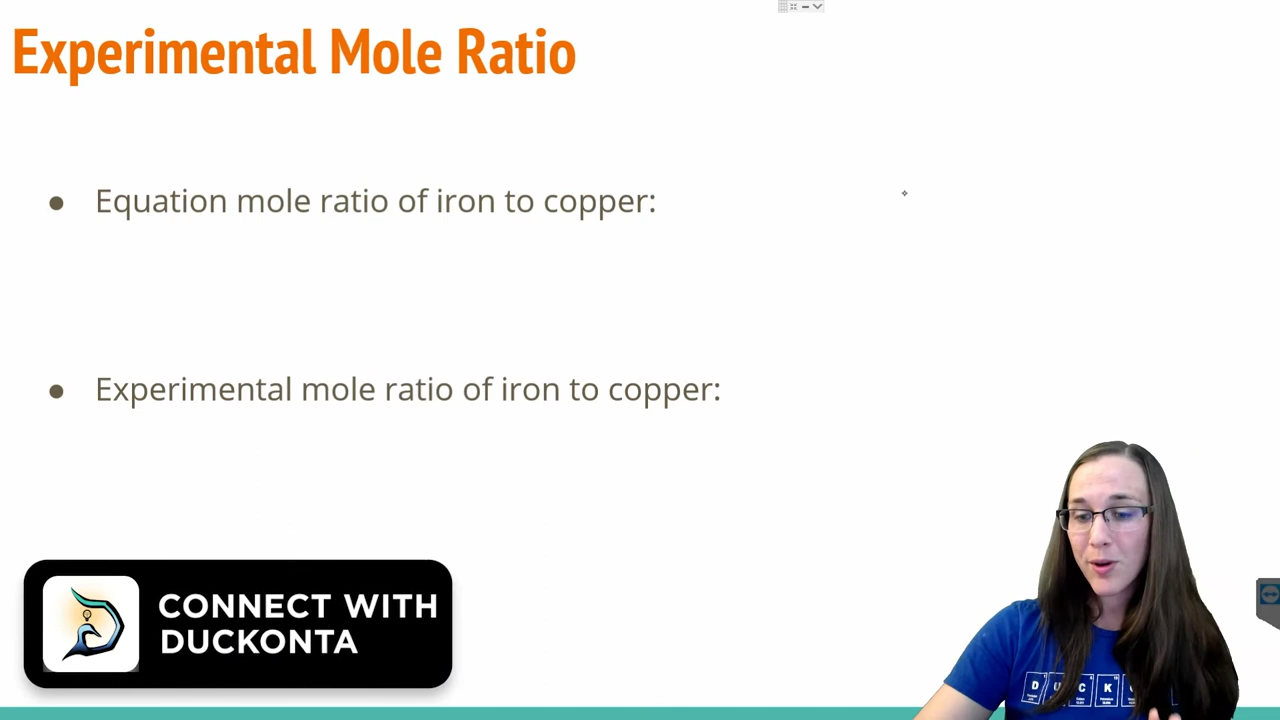 Experimental Mole Ratio
● Equation mole ratio of iron to copper:
● Experimental mole ratio of iron to copper:
CONNECT WITH
DUCKONTA
D U C K